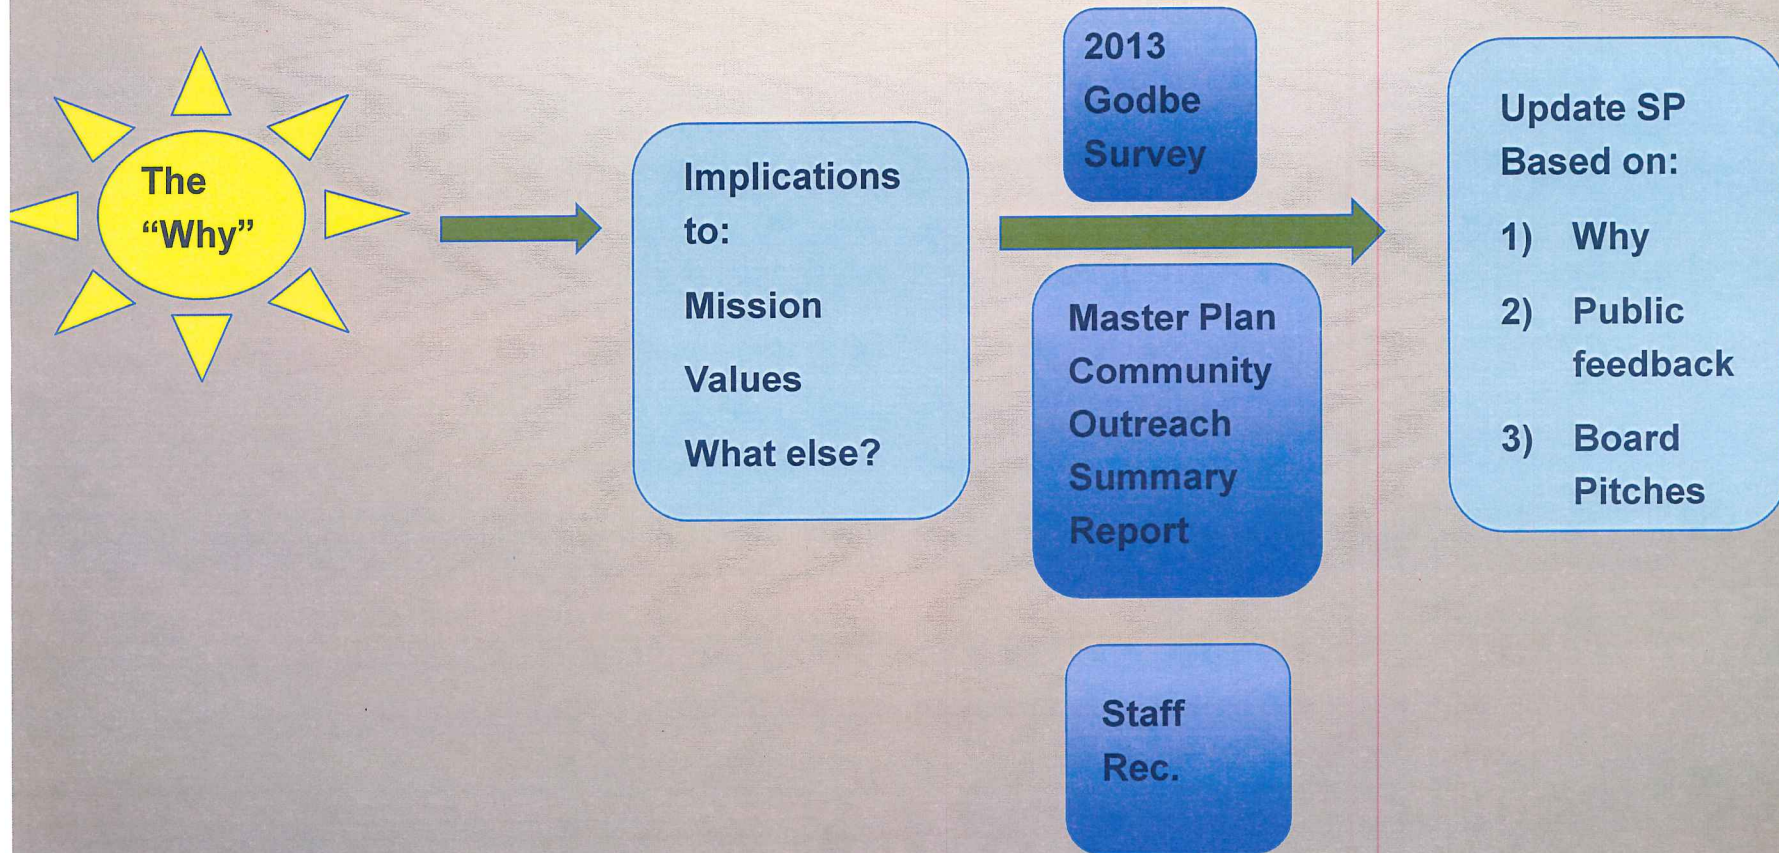 The
“Why”
Implications
to:
Mission
Values
What else?
2013
Godbe
Survey
Master Plan
Community
Outreach
Summary
Report
Staff
Rec.
Update SP
Based on:
1) Why
2) Public
feedback
3) Board
Pitches